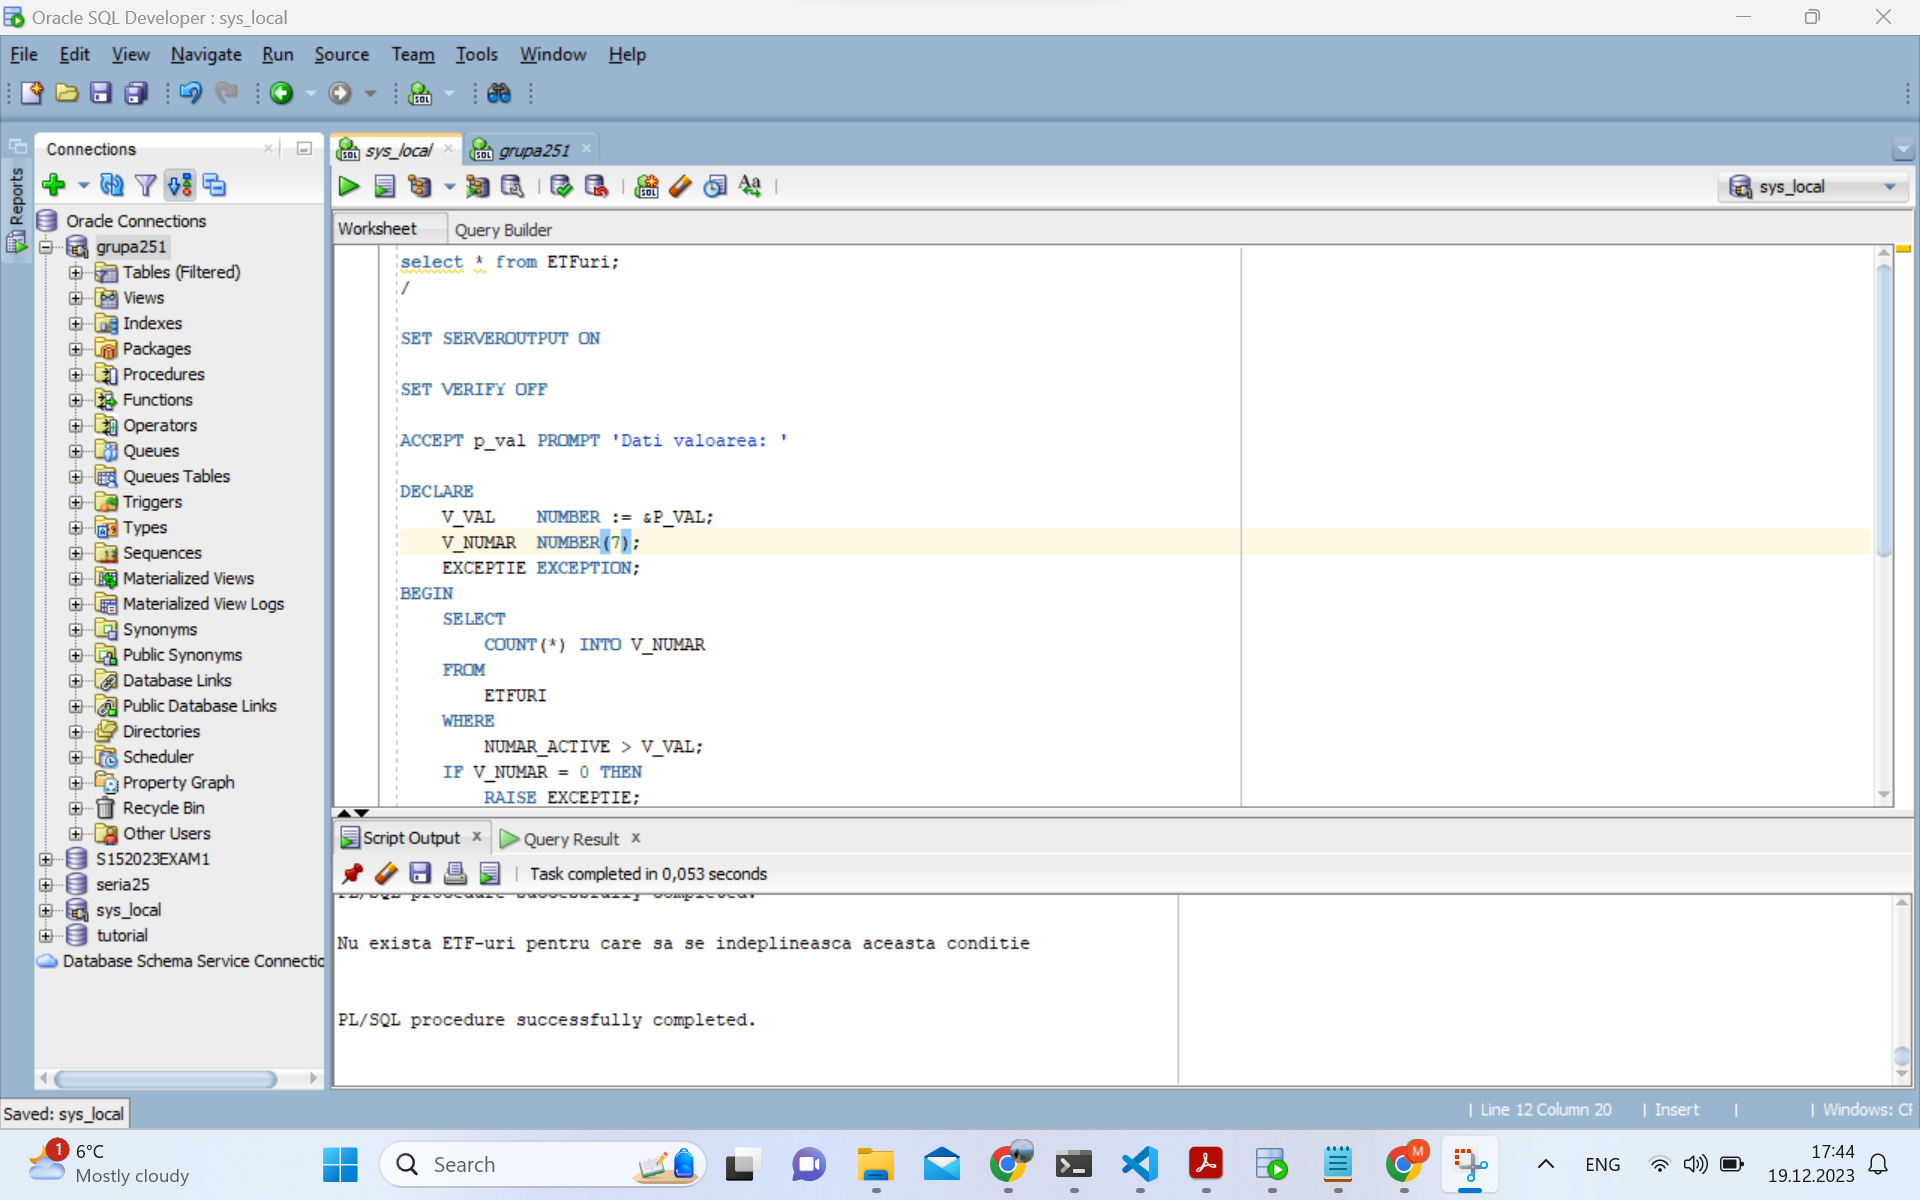 Oracle SQL Developer : sys_local
File Edit View Navigate Run Source Team Tools Window Help
Connections
Reports
Oracle Connections
grupa251
Tables (Filtered)
Views
Indexes
Packages
Procedures
Functions
Operators
Queues
Queues Tables
Triggers
Types
Sequences
Materialized Views
Materialized View Logs
Synonyms
Public Synonyms
Database Links
Public Database Links
Directories
Scheduler
Property Graph
Recycle Bin
Other Users
S152023EXAM1
seria25
sys_local
tutorial
Database Schema Service Connectio
sys_local grupa251
sys_local
Worksheet Query Builder
select * from ETFuri;
/
SET SERVEROUTPUT ON
SET VERIFY OFF
ACCEPT p_val PROMPT 'Dati valoarea: '
DECLARE
V_VAL NUMBER := &P_VAL;
V_NUMAR NUMBER(7);
EXCEPTIE EXCEPTION;
BEGIN
SELECT
COUNT(*) INTO V_NUMAR
FROM
ETFURI
WHERE
NUMAR_ACTIVE > V_VAL;
IF V_NUMAR = 0 THEN
RAISE EXCEPTIE;
Script Output Query Result
Task completed in 0,053 seconds
PL/SQL procedure successfully completed.
Nu exista ETF-uri pentru care sa se indeplineasca aceasta conditie
PL/SQL procedure successfully completed.
Saved: sys_local
Line 12 Column 20 | Insert | | Windows: CF
1 6°C
Mostly cloudy
Search
M
ENG
17:44
19.12.2023